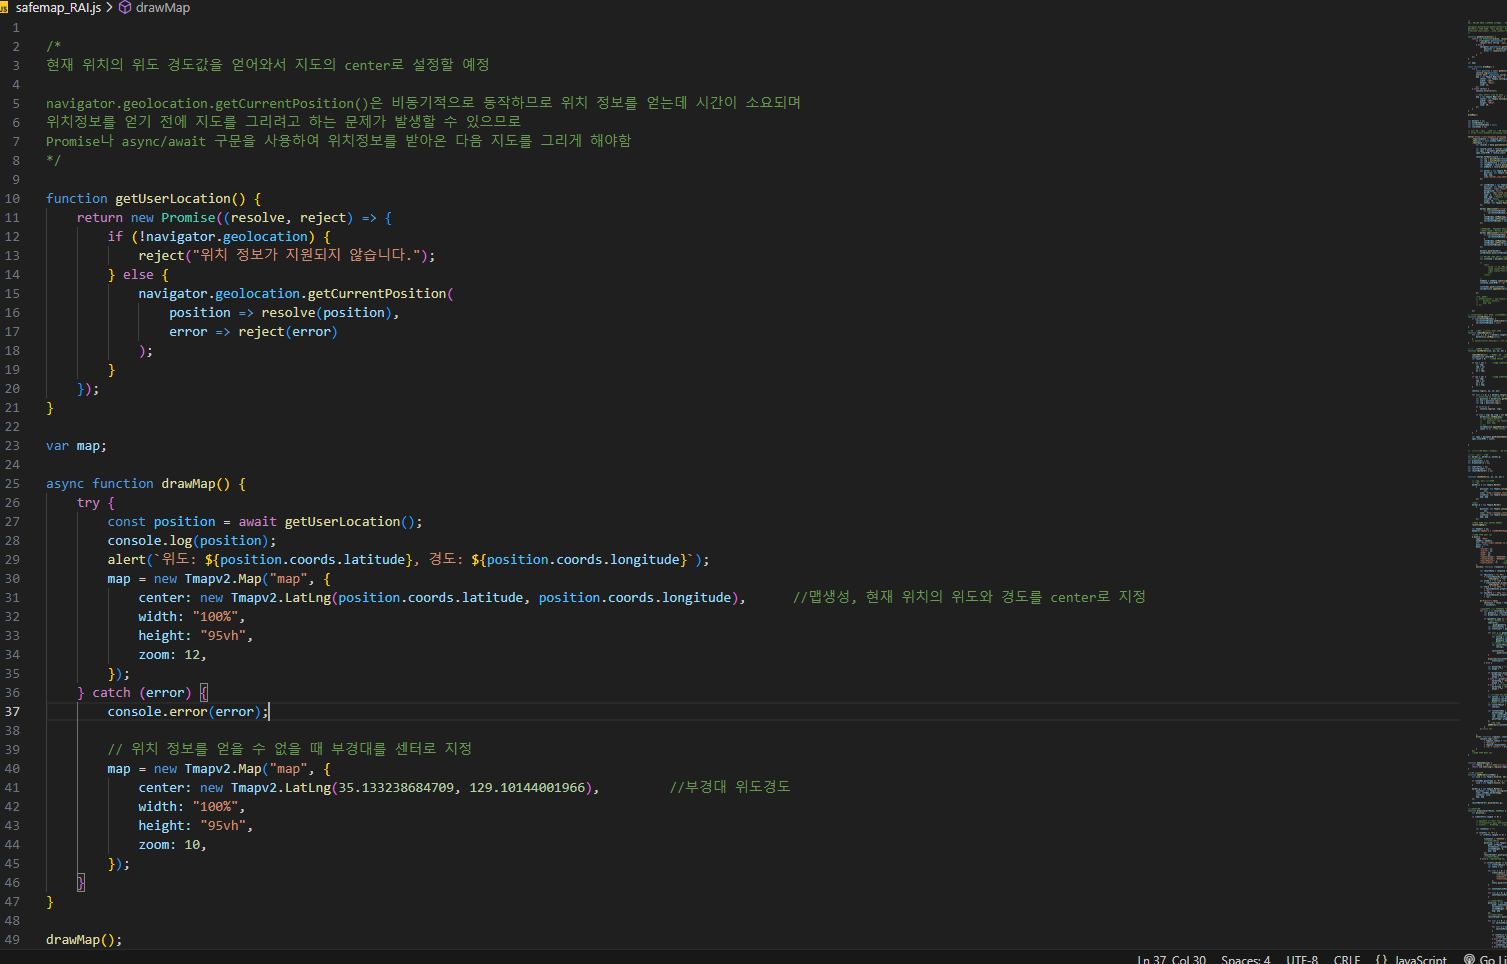 safemap_RAI.js > drawMap
1
2 /*
3 현재 위치의 위도 경도값을 얻어와서 지도의 center로 설정할 예정
4
5 navigator.geolocation.getCurrentPosition()은 비동기적으로 동작하므로 위치 정보를 얻는데 시간이 소요되며
6 위치정보를 얻기 전에 지도를 그리려고 하는 문제가 발생할 수 있으므로
7 Promise나 async/await 구문을 사용하여 위치정보를 받아온 다음 지도를 그리게 해야함
8 */
9
10 function getUserLocation() {
11     return new Promise((resolve, reject) => {
12         if (!navigator.geolocation) {
13             reject("위치 정보가 지원되지 않습니다.");
14         } else {
15             navigator.geolocation.getCurrentPosition(
16                 position => resolve(position),
17                 error => reject(error)
18             );
19         }
20     });
21 }
22
23 var map;
24
25 async function drawMap() {
26     try {
27         const position = await getUserLocation();
28         console.log(position);
29         alert(`위도: ${position.coords.latitude}, 경도: ${position.coords.longitude}`);
30         map = new Tmapv2.Map("map", {
31             center: new Tmapv2.LatLng(position.coords.latitude, position.coords.longitude),      //맵생성, 현재 위치의 위도와 경도를 center로 지정
32             width: "100%",
33             height: "95vh",
34             zoom: 12,
35         });
36     } catch (error) {
37         console.error(error);
38
39         // 위치 정보를 얻을 수 없을 때 부경대를 센터로 지정
40         map = new Tmapv2.Map("map", {
41             center: new Tmapv2.LatLng(35.133238684709, 129.10144001966),         //부경대 위도경도
42             width: "100%",
43             height: "95vh",
44             zoom: 10,
45         });
46     }
47 }
48
49 drawMap();
Ln 37, Col 30 Spaces: 4 UTF-8 CRLF {} JavaScript Go